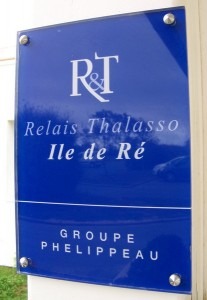 R&T
Relais Thalasso
Ile de Ré
GROUPE
PHELIPPEAU